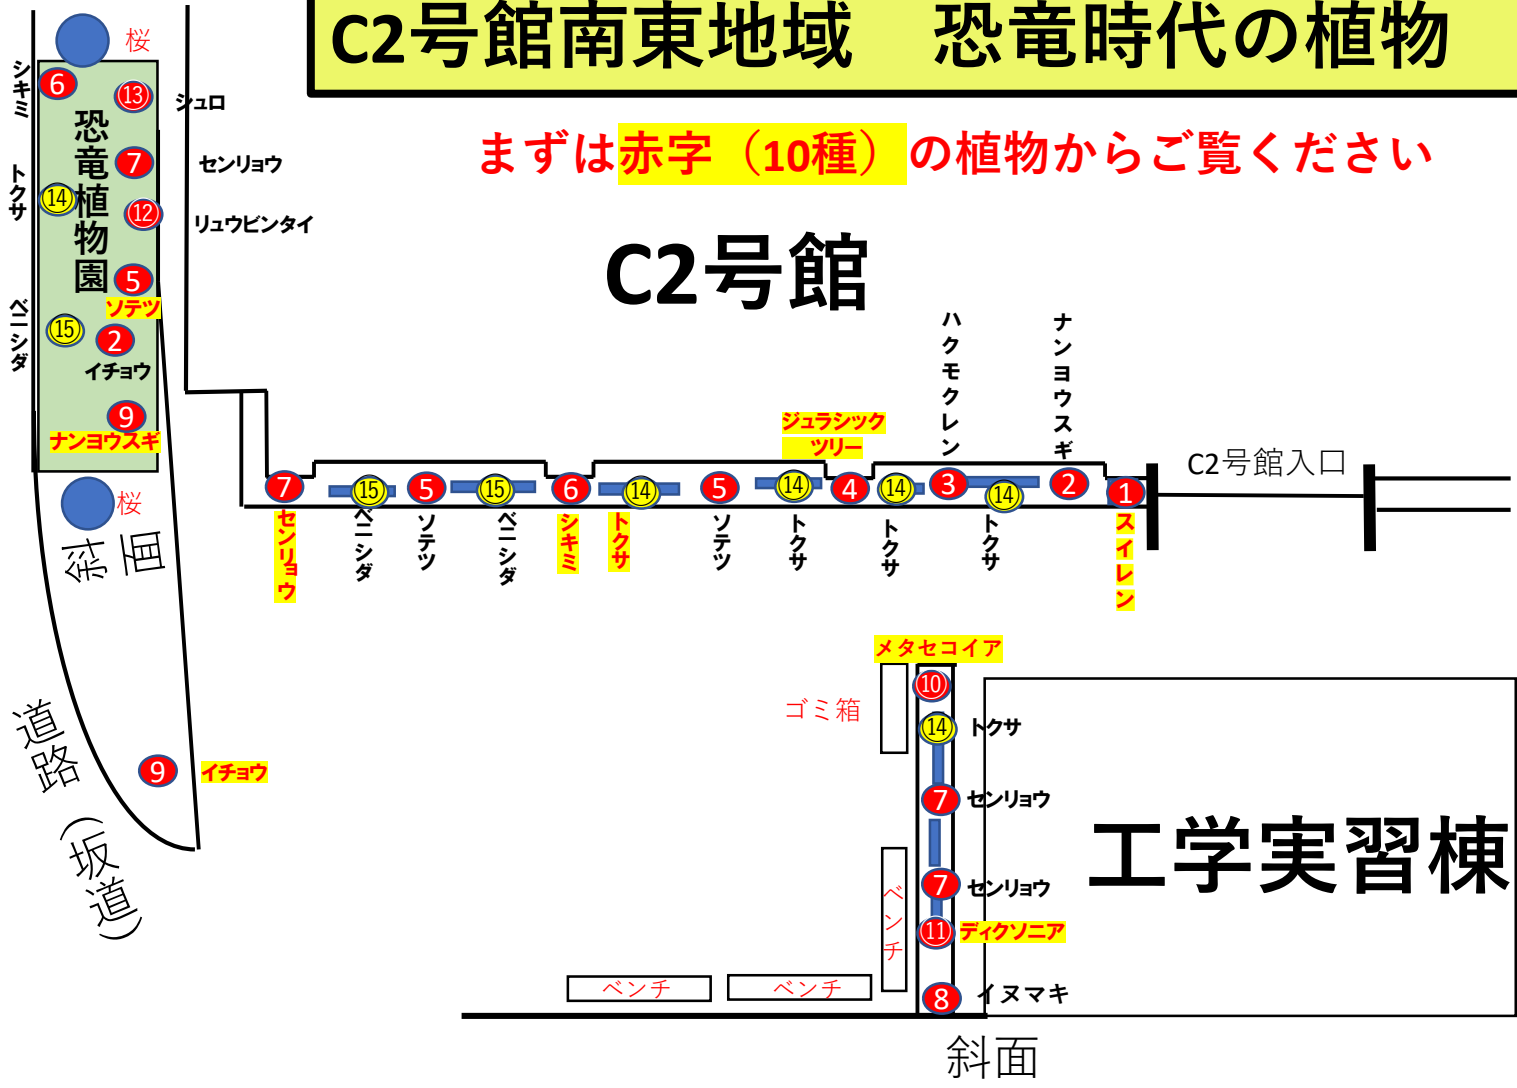 C2号館南東地域　恐竜時代の植物
まずは赤字（10種）の植物からご覧ください
C2号館
桜
シキミ
6
13
シュロ
恐竜植物園
7
センリョウ
トクサ
14
12
リュウビンタイ
5
ソテツ
ベニシダ
15
2
イチョウ
9
ナンヨウスギ
桜
斜面
道路（坂道）
9
イチョウ
7
センリョウ
15
ベニシダ
5
ソテツ
15
ベニシダ
6
シキミ
14
トクサ
5
ソテツ
14
トクサ
ジュラシック
ツリー
4
14
トクサ
ハクモクレン
3
14
トクサ
ナンヨウスギ
2
1
スイレン
C2号館入口
メタセコイア
10
ゴミ箱
14
トクサ
7
センリョウ
7
センリョウ
11
ディクソニア
8
イヌマキ
ベンチ
ベンチ
ベンチ
工学実習棟
斜面